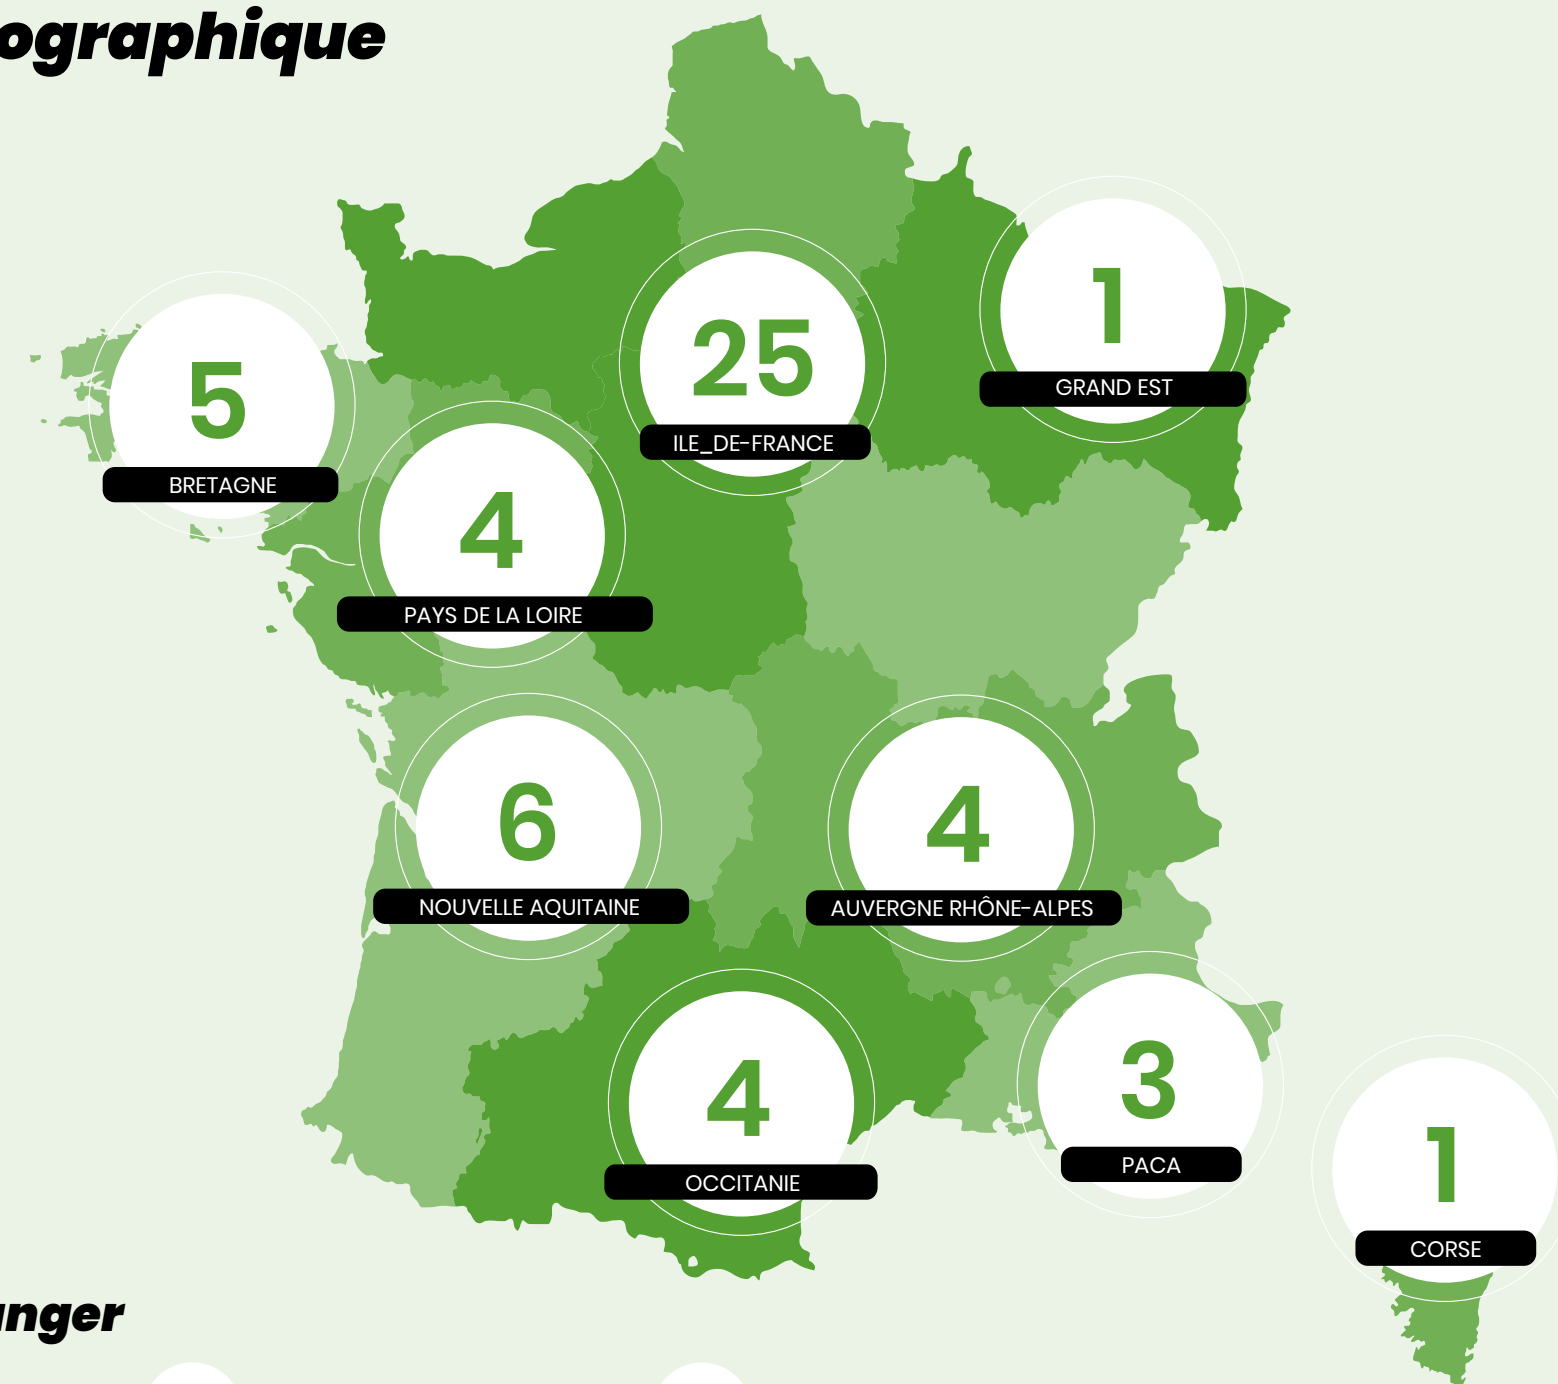 ographique
1
GRAND EST
25
ILE_DE-FRANCE
5
BRETAGNE
4
PAYS DE LA LOIRE
6
NOUVELLE AQUITAINE
4
AUVERGNE RHÔNE-ALPES
4
OCCITANIE
3
PACA
1
CORSE
nger